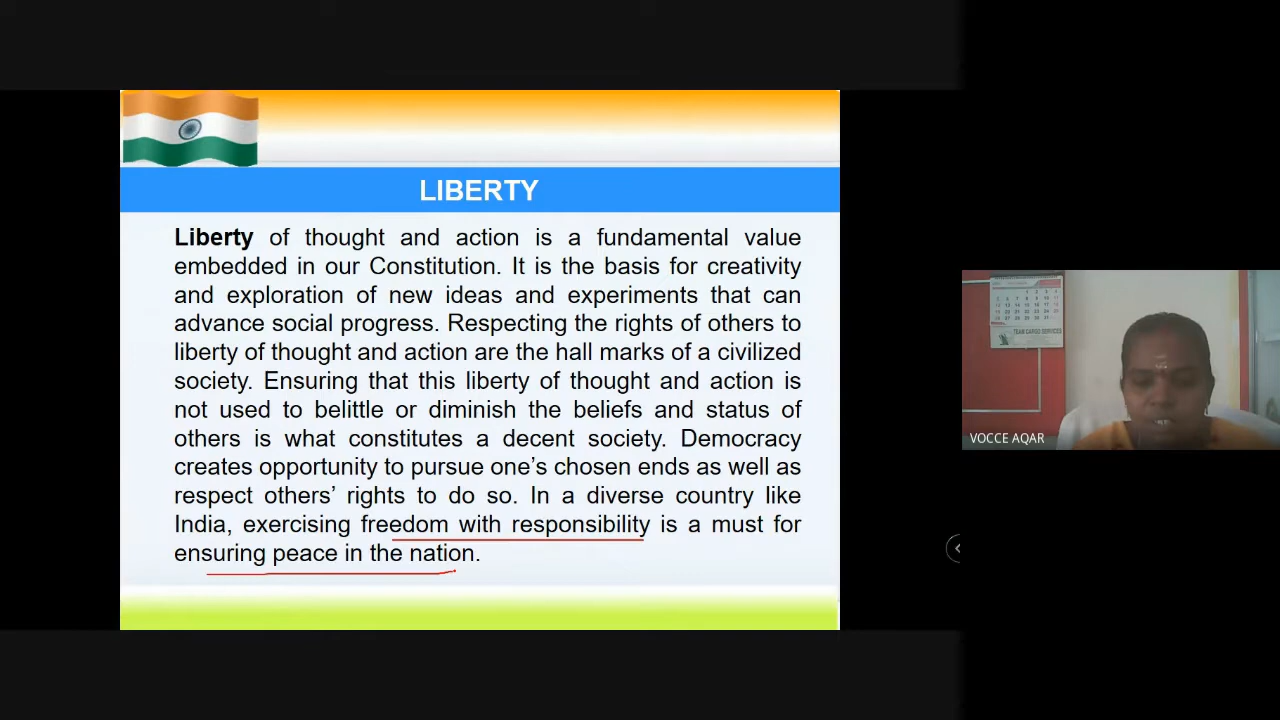 LIBERTY
Liberty of thought and action is a fundamental value
embedded in our Constitution. It is the basis for creativity
and exploration of new ideas and experiments that can
advance social progress. Respecting the rights of others to
liberty of thought and action are the hall marks of a civilized
society. Ensuring that this liberty of thought and action is
not used to belittle or diminish the beliefs and status of
others is what constitutes a decent society. Democracy
creates opportunity to pursue one’s chosen ends as well as
respect others’ rights to do so. In a diverse country like
India, exercising freedom with responsibility is a must for
ensuring peace in the nation.
TEAM CARGO SERVICES
VOCCE AQAR